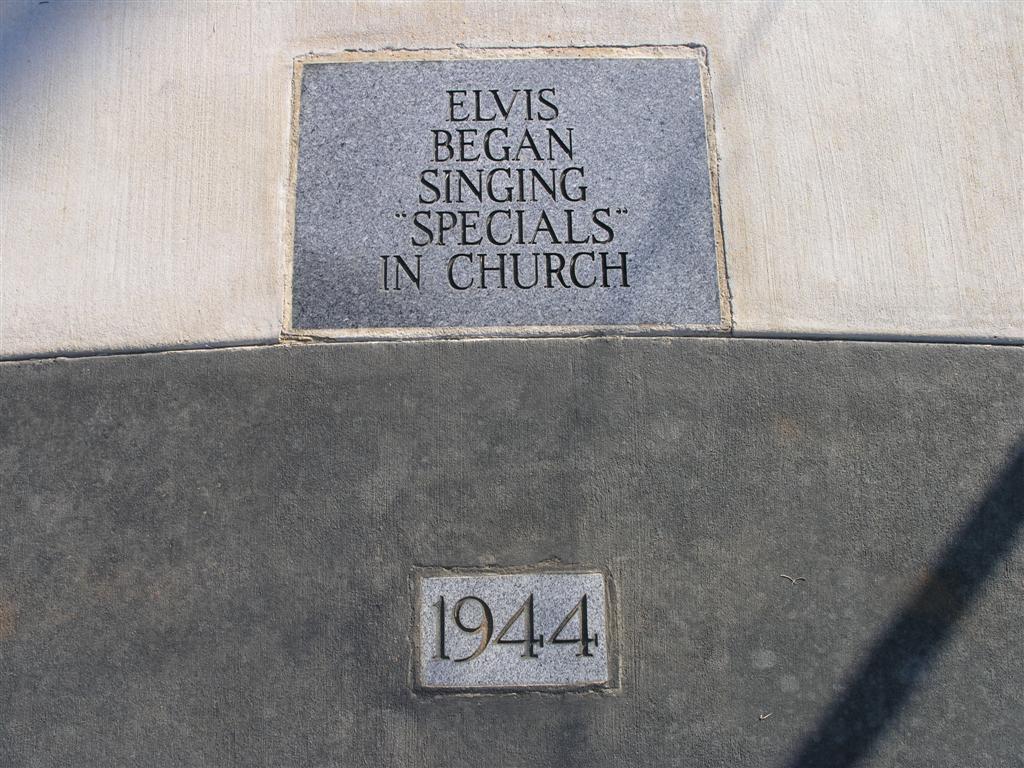 ELVIS
BEGAN
SINGING
"SPECIALS"
IN CHURCH
1944